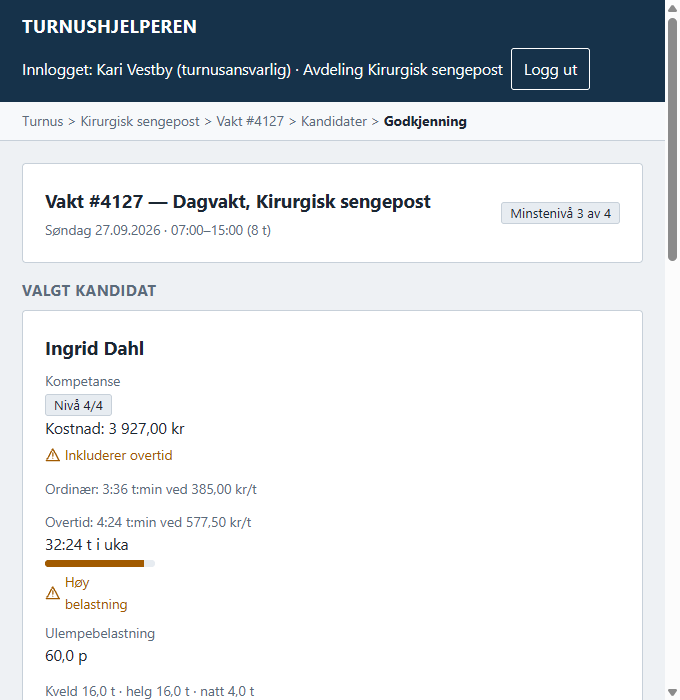 TURNUSHJELPEREN
Innlogget: Kari Vestby (turnusansvarlig) · Avdeling Kirurgisk sengepost
Logg ut
Turnus > Kirurgisk sengepost > Vakt #4127 > Kandidater > Godkjenning
Vakt #4127 — Dagvakt, Kirurgisk sengepost
Minstenivå 3 av 4
Søndag 27.09.2026 · 07:00–15:00 (8 t)
VALGT KANDIDAT
Ingrid Dahl
Kompetanse
Nivå 4/4
Kostnad: 3 927,00 kr
Inkluderer overtid
Ordinær: 3:36 t:min ved 385,00 kr/t
Overtid: 4:24 t:min ved 577,50 kr/t
32:24 t i uka
Høy
belastning
Ulempebelastning
60,0 p
Kveld 16,0 t · helg 16,0 t · natt 4,0 t